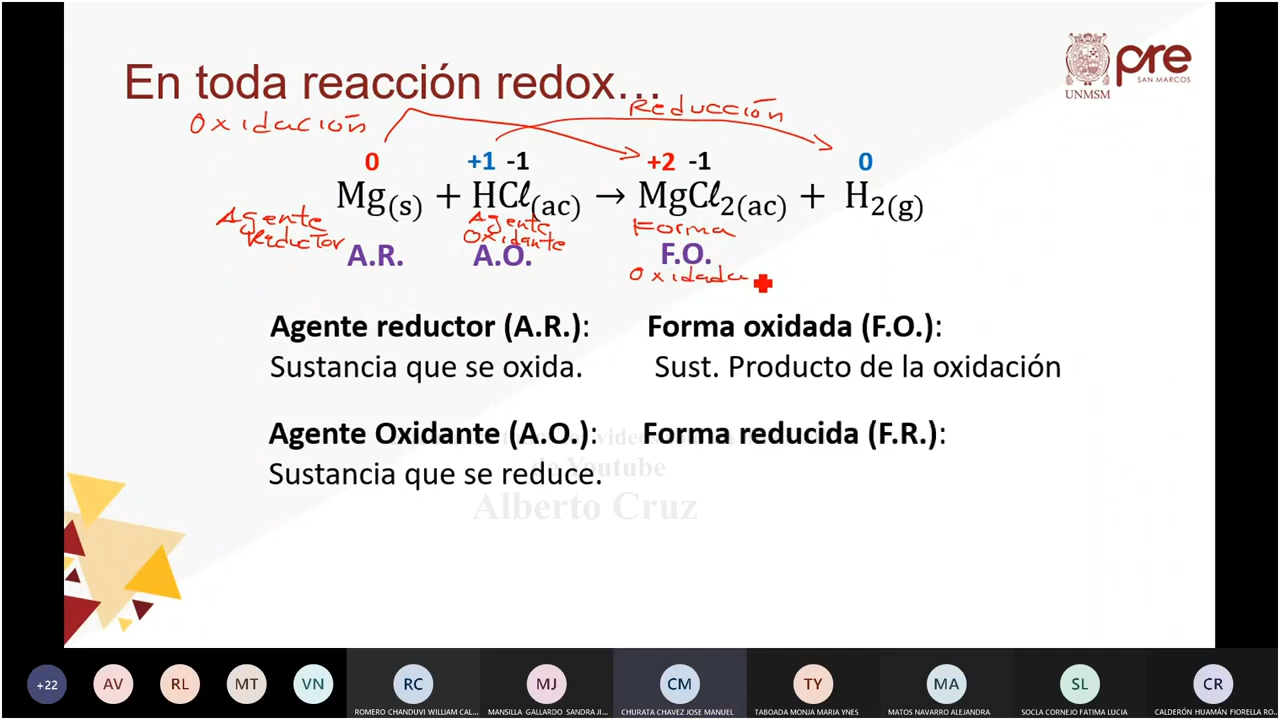 En toda reacción redox...
pre
SAN MARCOS
UNMSM
Oxidación
Reducción
0 +1 -1 +2 -1 0
Mg(s) + HCℓ(ac) → MgCℓ2(ac) + H2(g)
Agente Reductor
Agente Oxidante
Forma
A.R. A.O. F.O.
Oxidada
Agente reductor (A.R.): Forma oxidada (F.O.):
Sustancia que se oxida. Sust. Producto de la oxidación
Agente Oxidante (A.O.): Forma reducida (F.R.):
Sustancia que se reduce.
de Youtube
Alberto Cruz
+22 AV RL MT VN RC MJ CM TY MA SL CR
ROMERO CHANDUVI WILLIAM CAL... MANSILLA GALLARDO SANDRA JI... CHURATA CHAVEZ JOSE MANUEL TABOADA MONJA MARIA YNES MATOS NAVARRO ALEJANDRA SOCLA CORNEJO FATIMA LUCIA CALDERÓN HUAMÁN FIORELLA RO...